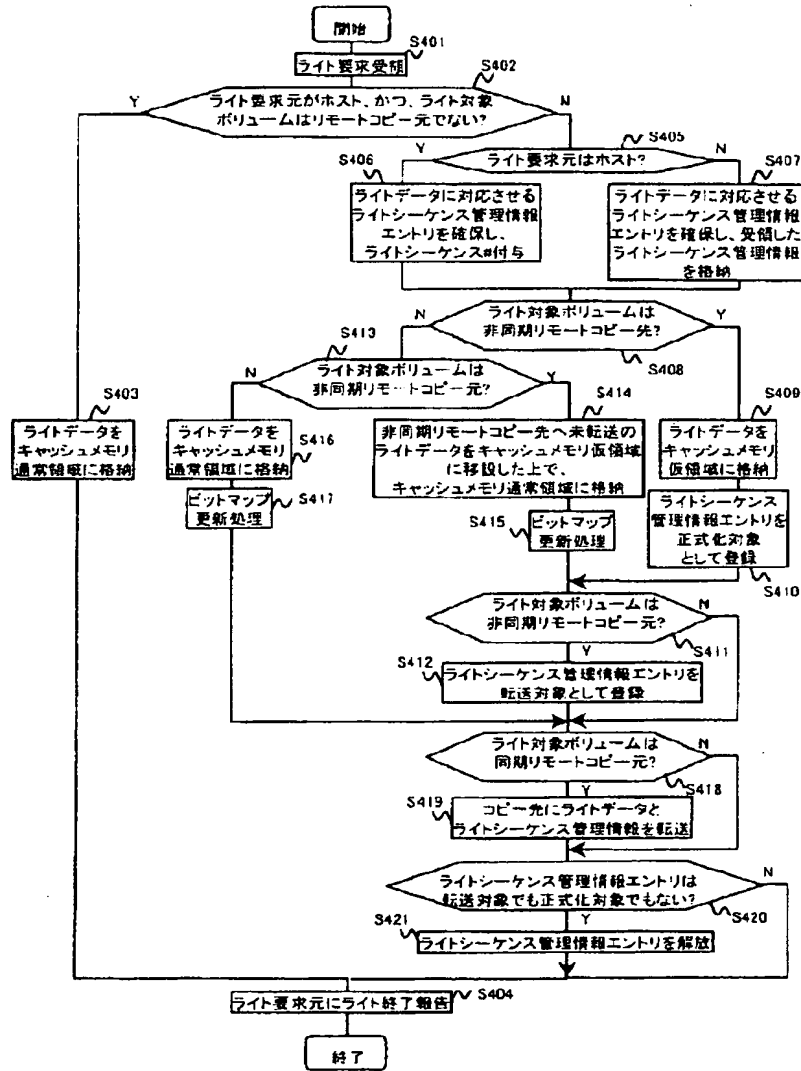 開始
S401
ライト要求受領
S402
Y
ライト要求元がホスト、かつ、ライト対象
ボリュームはリモートコピー元でない?
N
S405
Y
ライト要求元はホスト?
N
S406
ライトデータに対応させる
ライトシーケンス管理情報
エントリを確保し、
ライトシーケンス#付与
S407
ライトデータに対応させる
ライトシーケンス管理情報
エントリを確保し、受領した
ライトシーケンス管理情報
を格納
N
ライト対象ボリュームは
非同期リモートコピー先?
Y
S408
S413
N
ライト対象ボリュームは
非同期リモートコピー元?
Y
S403
ライトデータを
キャッシュメモリ
通常領域に格納
ライトデータを
キャッシュメモリ
通常領域に格納
S416
ビットマップ
更新処理
S417
S414
非同期リモートコピー先へ未転送の
ライトデータをキャッシュメモリ仮領域
に移設した上で、
キャッシュメモリ通常領域に格納
S415
ビットマップ
更新処理
S409
ライトデータを
キャッシュメモリ
仮領域に格納
ライトシーケンス
管理情報エントリを
正式化対象
として登録
S410
ライト対象ボリュームは
非同期リモートコピー元?
N
S411
Y
S412
ライトシーケンス管理情報エントリを
転送対象として登録
ライト対象ボリュームは
同期リモートコピー元?
N
S418
Y
S419
コピー先にライトデータと
ライトシーケンス管理情報を転送
ライトシーケンス管理情報エントリは
転送対象でも正式化対象でもない?
N
S420
Y
S421
ライトシーケンス管理情報エントリを解放
S404
ライト要求元にライト終了報告
終了